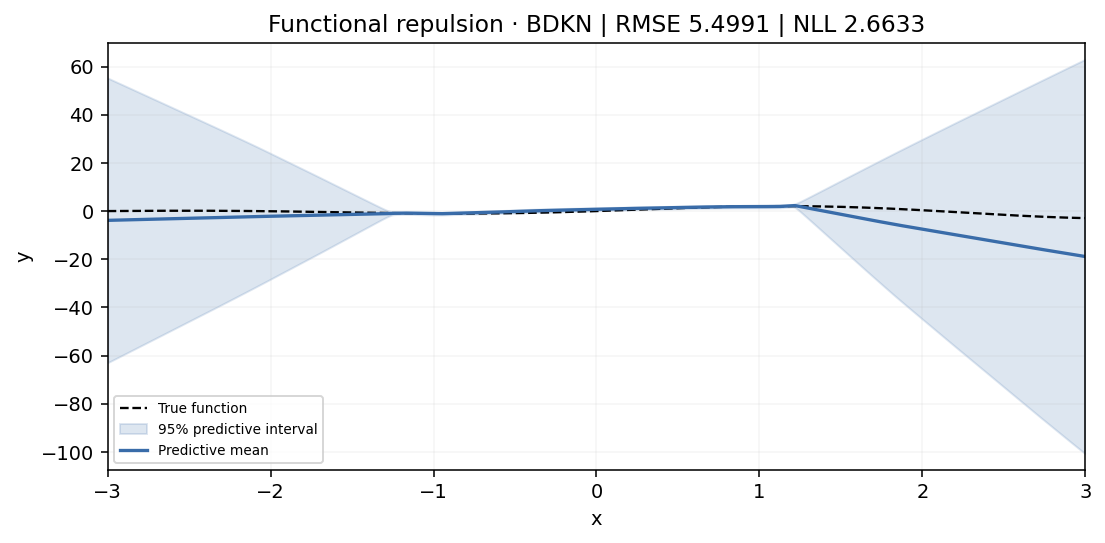 Functional repulsion · BDKN | RMSE 5.4991 | NLL 2.6633
60
40
20
0
−20
−40
−60
−80
−100
y
True function
95% predictive interval
Predictive mean
−3
−2
−1
0
1
2
3
x